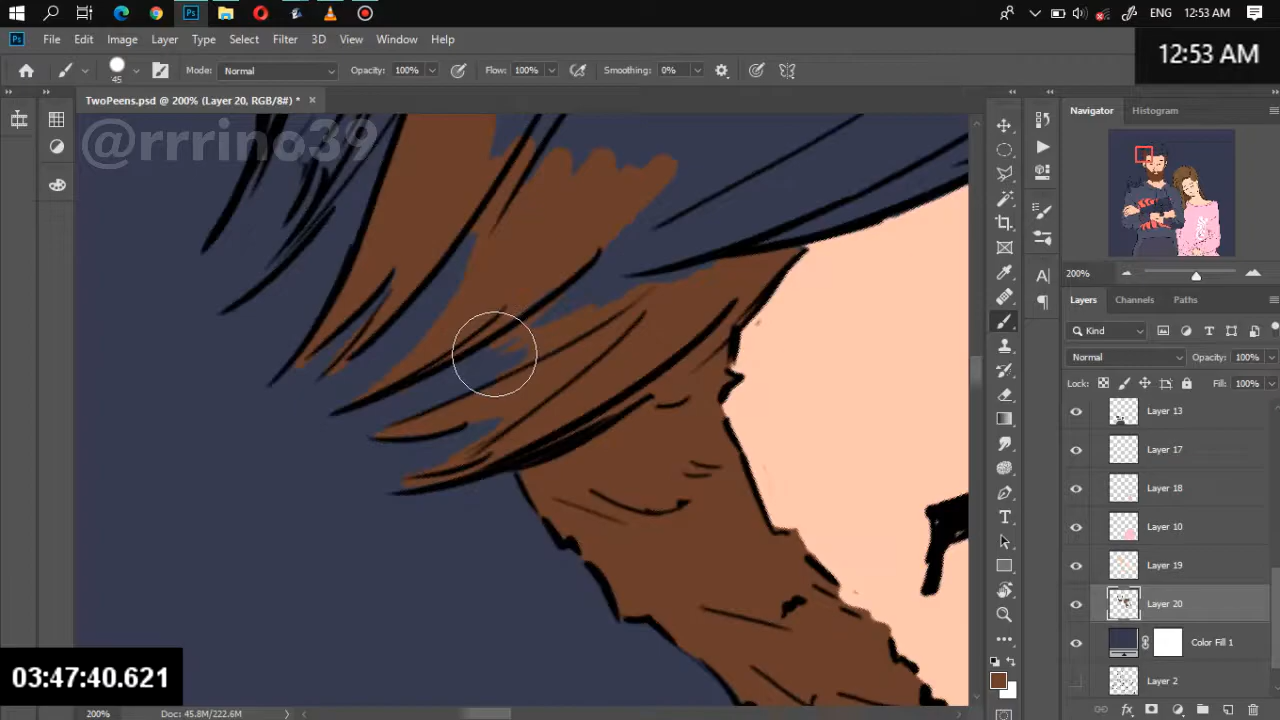 ENG 12:53 AM
Ps File Edit Image Layer Type Select Filter 3D View Window Help
12:53 AM
45 Mode: Normal Opacity: 100% Flow: 100% Smoothing: 0%
TwoPeens.psd @ 200% (Layer 20, RGB/8#) * ×
@rrrino39
Navigator Histogram
200%
Layers Channels Paths
Kind
Normal Opacity: 100%
Lock: Fill: 100%
Layer 13
Layer 17
Layer 18
Layer 10
Layer 19
Layer 20
Color Fill 1
Layer 2
03:47:40.621
200% Doc: 45.8M/222.6M